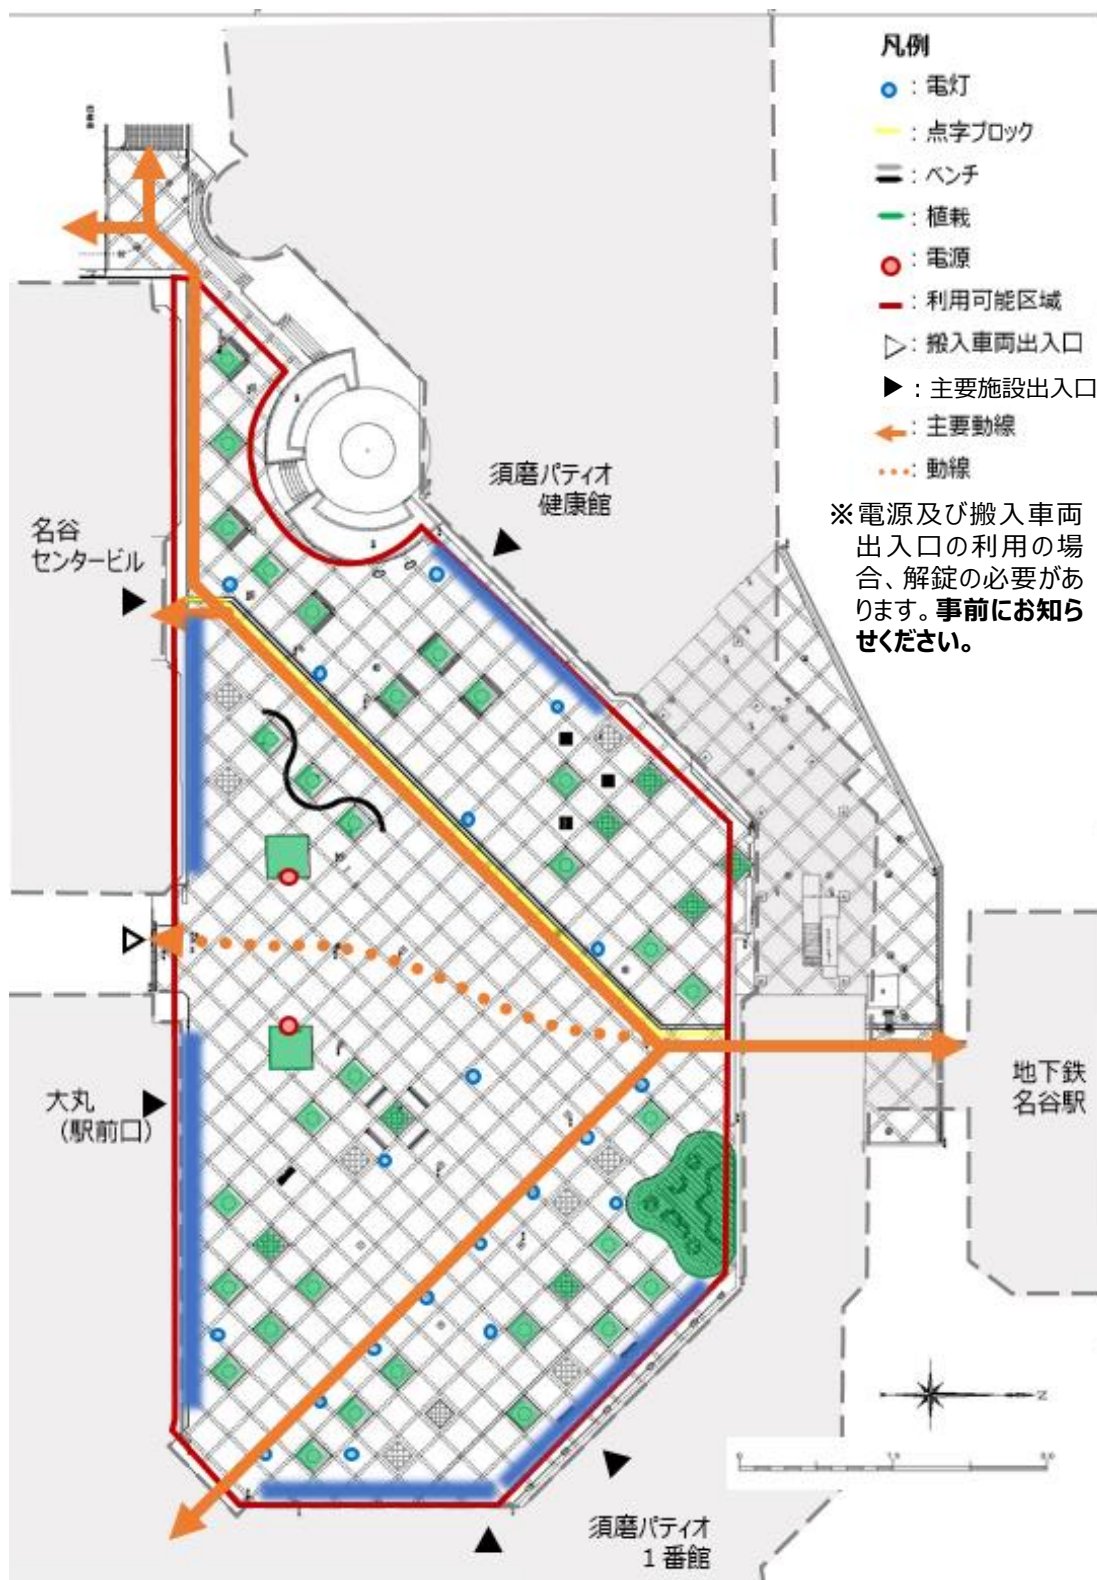 凡例
：電灯
：点字ブロック
：ベンチ
：植栽
：電源
：利用可能区域
：搬入車両出入口
：主要施設出入口
：主要動線
：動線
※電源及び搬入車両
出入口の利用の場
合、解錠の必要があ
ります。事前にお知ら
せください。
須磨パティオ
健康館
名谷
センタービル
大丸
（駅前口）
地下鉄
名谷駅
須磨パティオ
１番館
N